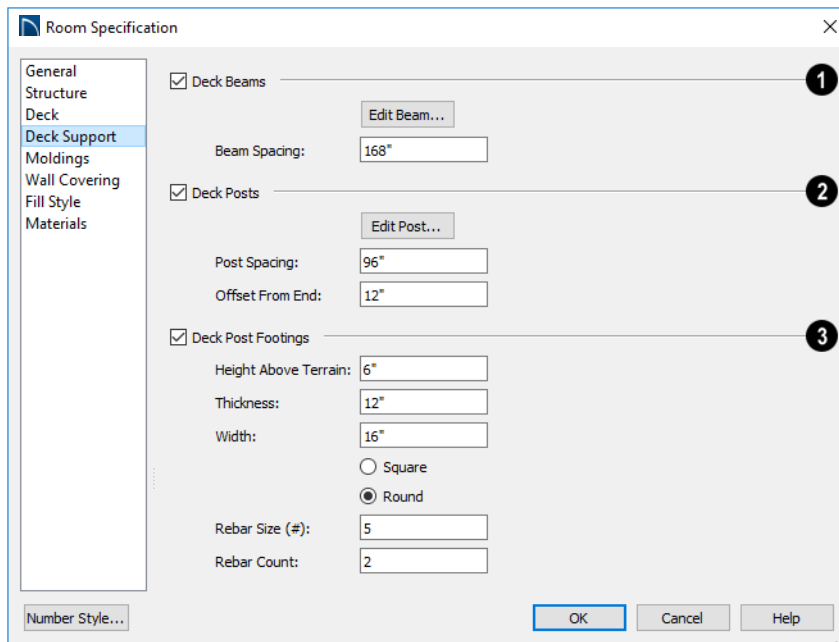 Room Specification
General
Structure
Deck
Deck Support
Moldings
Wall Covering
Fill Style
Materials
Deck Beams
1
Edit Beam...
Beam Spacing: 168"
Deck Posts
2
Edit Post...
Post Spacing: 96"
Offset From End: 12"
Deck Post Footings
3
Height Above Terrain: 6"
Thickness: 12"
Width: 16"
Square
Round
Rebar Size (#): 5
Rebar Count: 2
Number Style...
OK
Cancel
Help